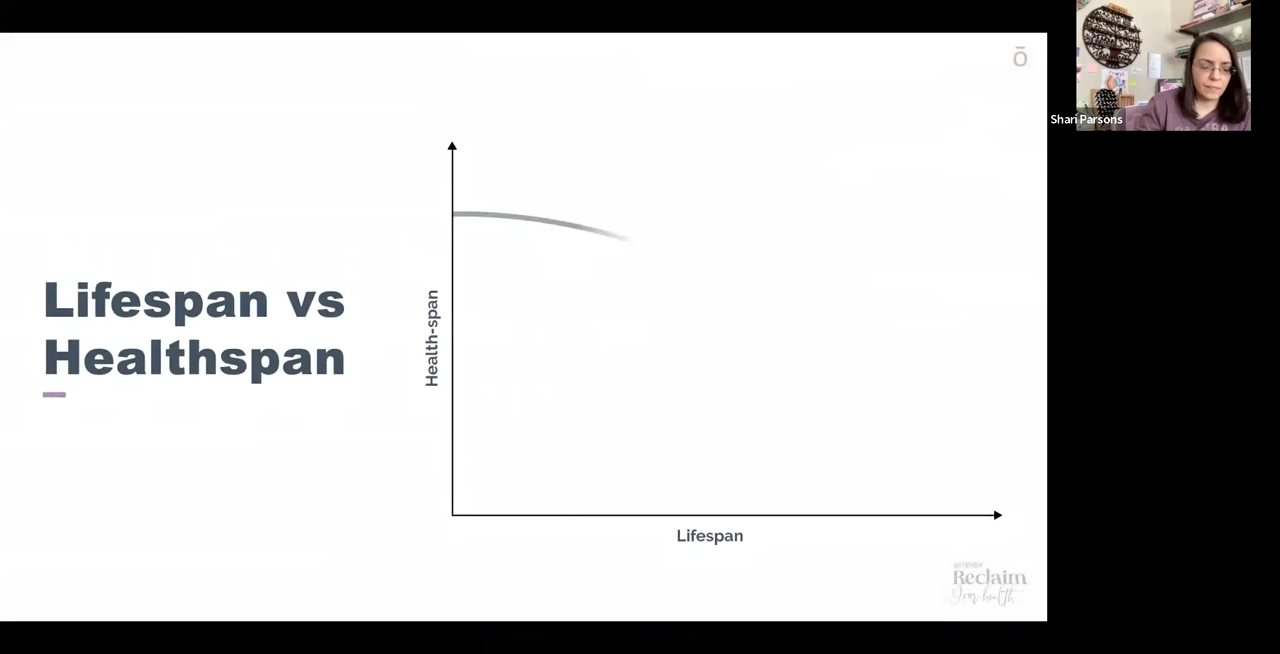 ō
Shari Parsons
Lifespan vs
Healthspan
Health-span
Lifespan
Reclaim